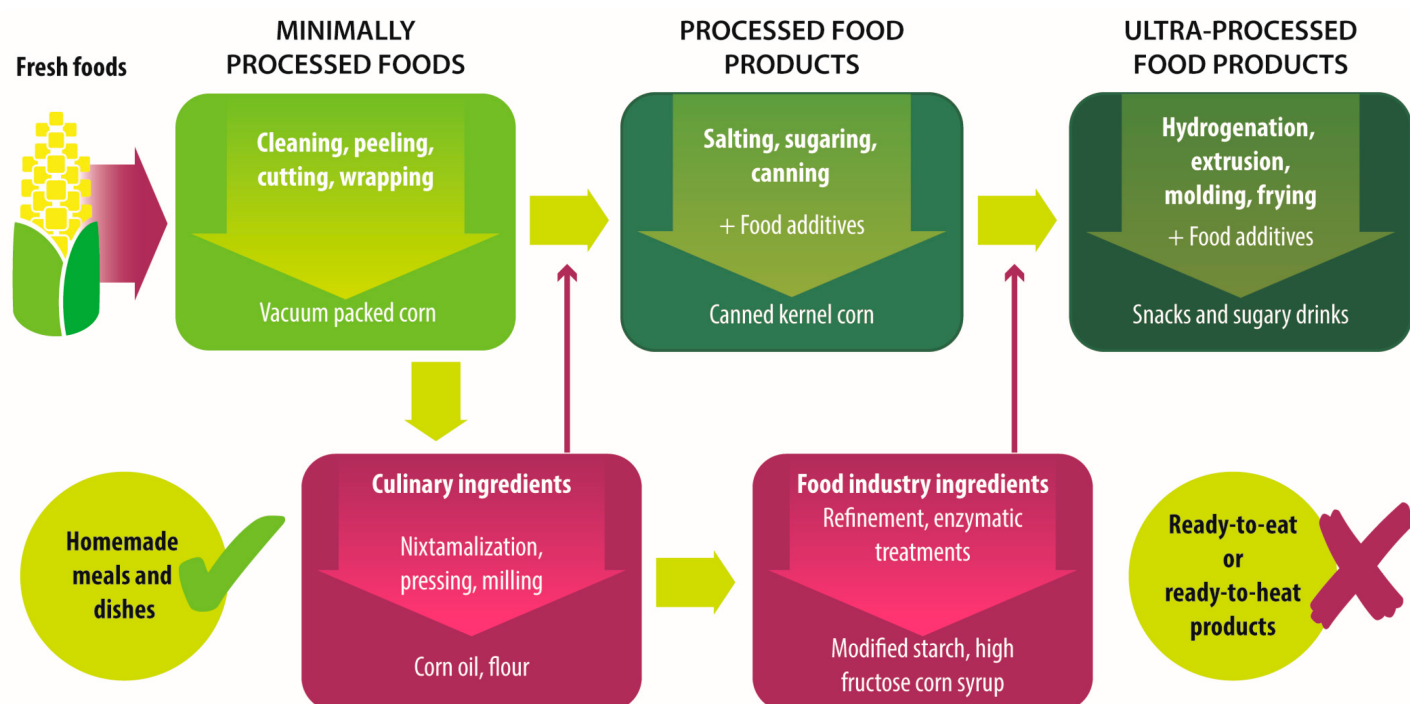 Fresh foods
MINIMALLY
PROCESSED FOODS
Cleaning, peeling,
cutting, wrapping
Vacuum packed corn
PROCESSED FOOD
PRODUCTS
Salting, sugaring,
canning
+ Food additives
Canned kernel corn
ULTRA-PROCESSED
FOOD PRODUCTS
Hydrogenation,
extrusion,
molding, frying
+ Food additives
Snacks and sugary drinks
Homemade
meals and
dishes
Culinary ingredients
Nixtamalization,
pressing, milling
Corn oil, flour
Food industry ingredients
Refinement, enzymatic
treatments
Modified starch, high
fructose corn syrup
Ready-to-eat
or
ready-to-heat
products